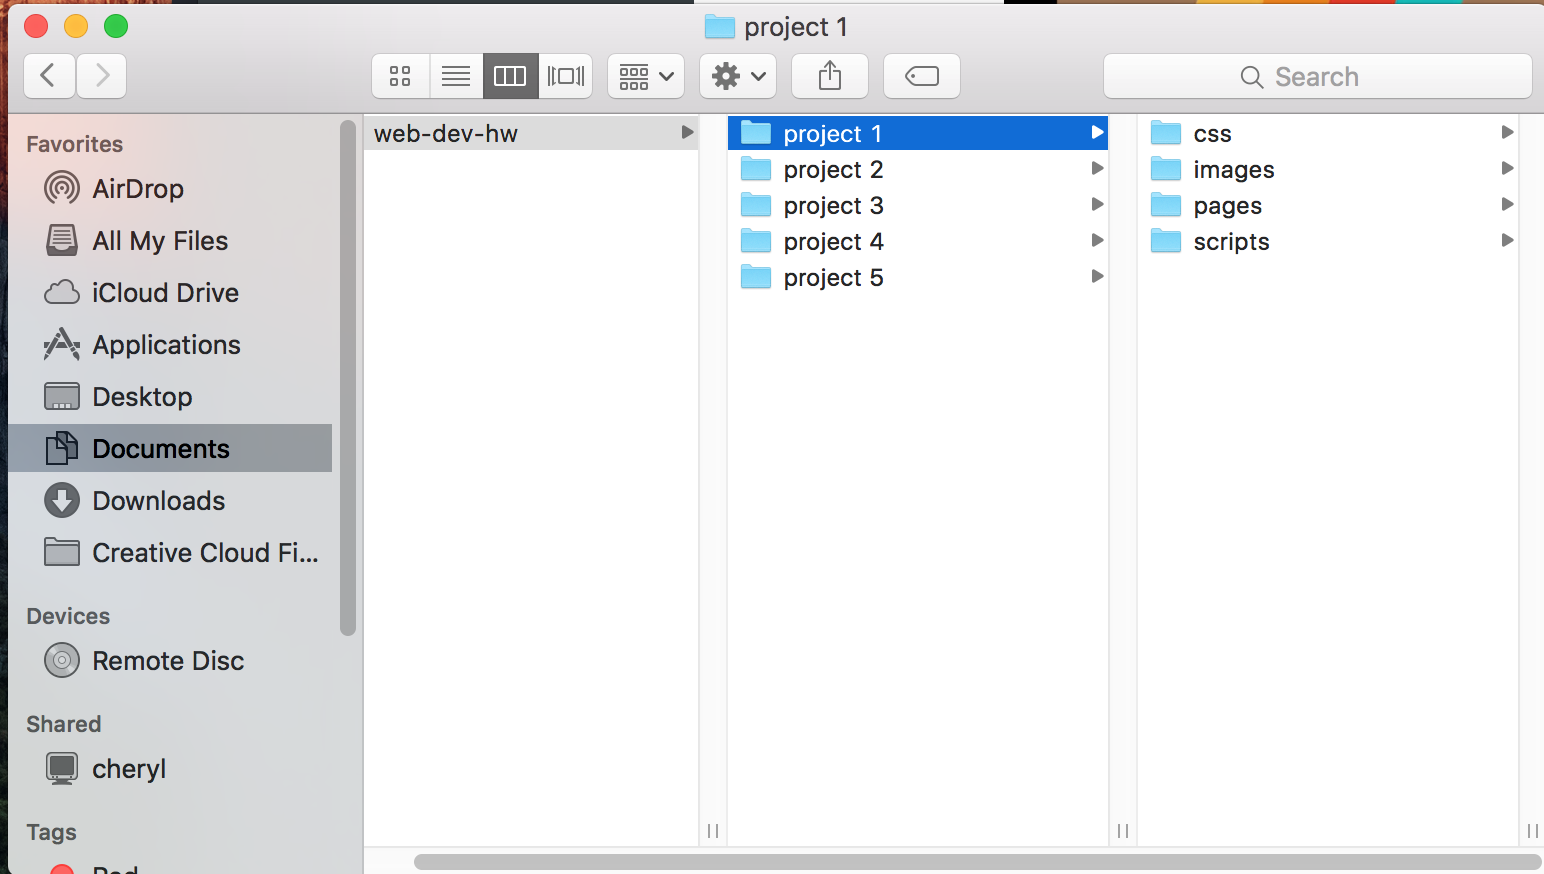 project 1
Search
Favorites
AirDrop
All My Files
iCloud Drive
Applications
Desktop
Documents
Downloads
Creative Cloud Fi...
Devices
Remote Disc
Shared
cheryl
Tags
Red
web-dev-hw
project 1
project 2
project 3
project 4
project 5
css
images
pages
scripts